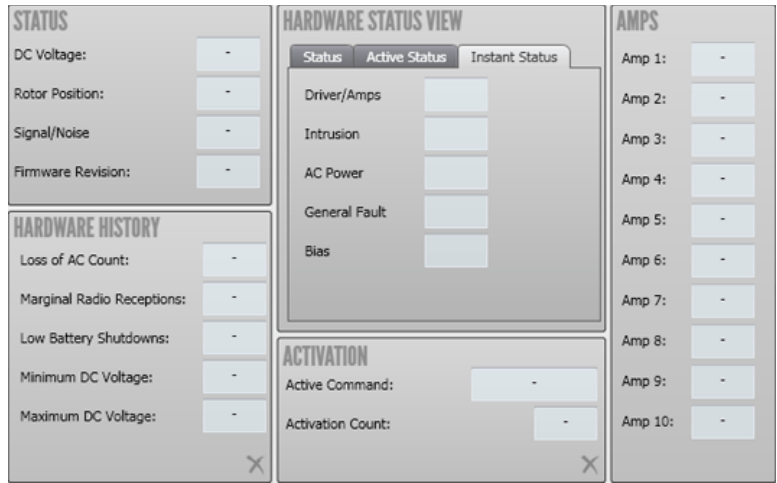 STATUS
DC Voltage: -
Rotor Position: -
Signal/Noise -
Firmware Revision: -
HARDWARE HISTORY
Loss of AC Count: -
Marginal Radio Receptions: -
Low Battery Shutdowns: -
Minimum DC Voltage: -
Maximum DC Voltage: -
HARDWARE STATUS VIEW
Status Active Status Instant Status
Driver/Amps
Intrusion
AC Power
General Fault
Bias
ACTIVATION
Active Command: -
Activation Count: -
AMPS
Amp 1: -
Amp 2: -
Amp 3: -
Amp 4: -
Amp 5: -
Amp 6: -
Amp 7: -
Amp 8: -
Amp 9: -
Amp 10: -